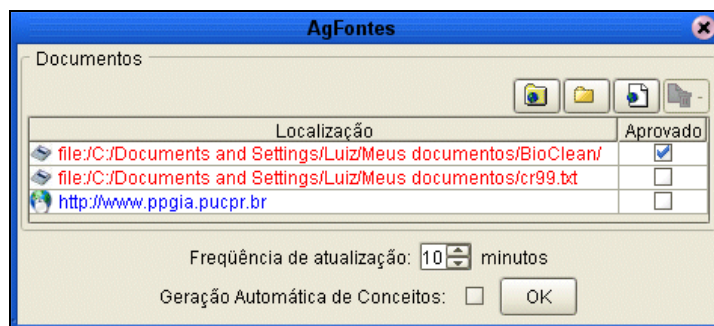 AgFontes
Documentos
Localização Aprovado
file:/C:/Documents and Settings/Luiz/Meus documentos/BioClean/
file:/C:/Documents and Settings/Luiz/Meus documentos/cr99.txt
http://www.ppgia.pucpr.br
Freqüência de atualização: 10 minutos
Geração Automática de Conceitos: OK